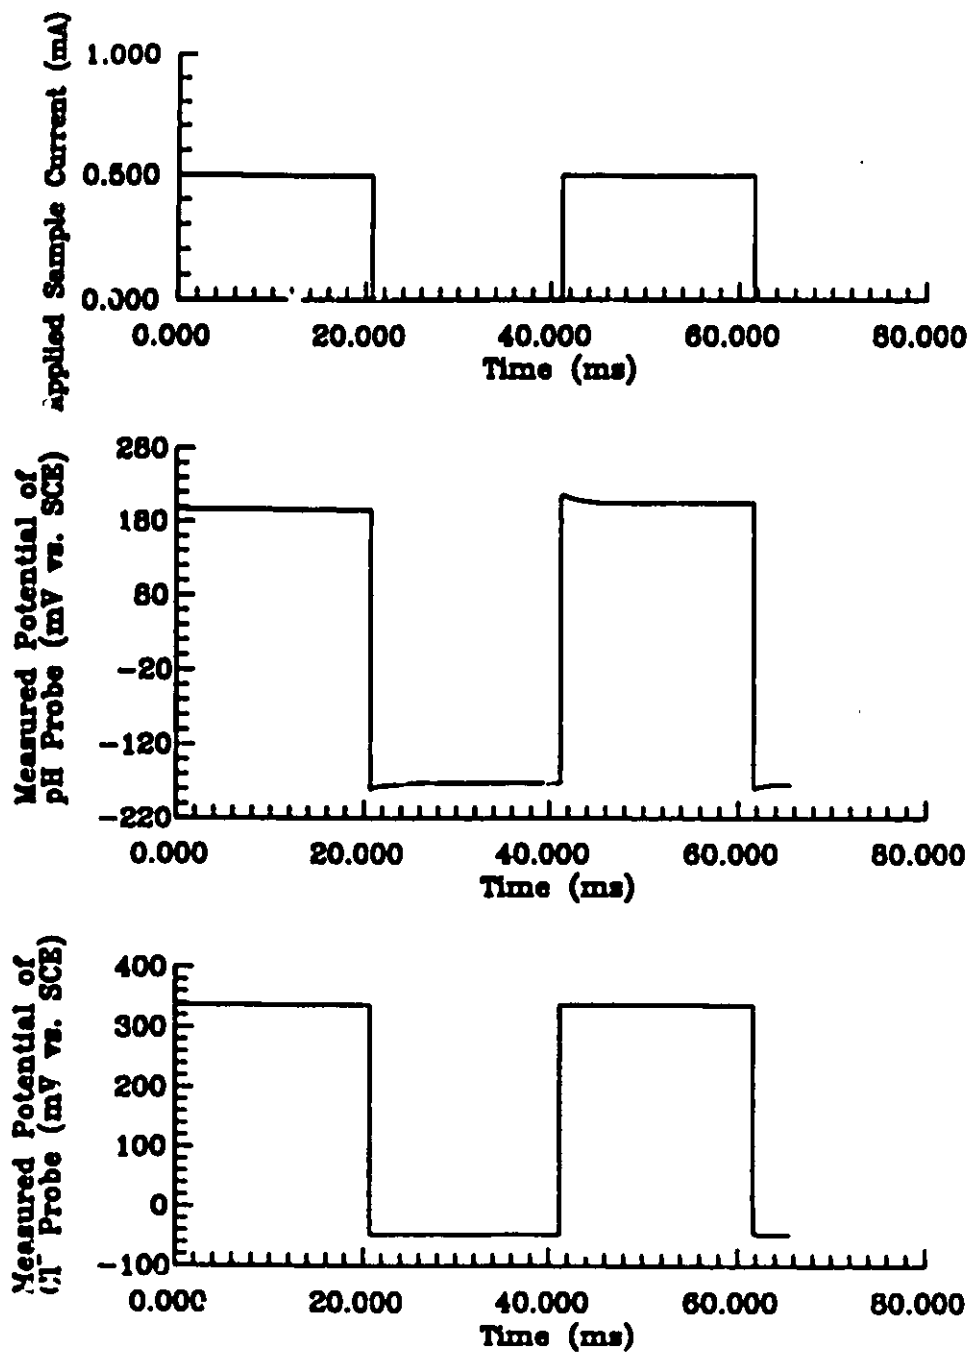 Applied Sample Current (mA)
1.000
0.500
0.000
0.000 20.000 40.000 60.000 80.000
Time (ms)
Measured Potential of
pH Probe (mV vs. SCE)
280
180
80
-20
-120
-220
0.000 20.000 40.000 60.000 80.000
Time (ms)
Measured Potential of
Cl⁻ Probe (mV vs. SCE)
400
300
200
100
0
-100
0.000 20.000 40.000 60.000 80.000
Time (ms)